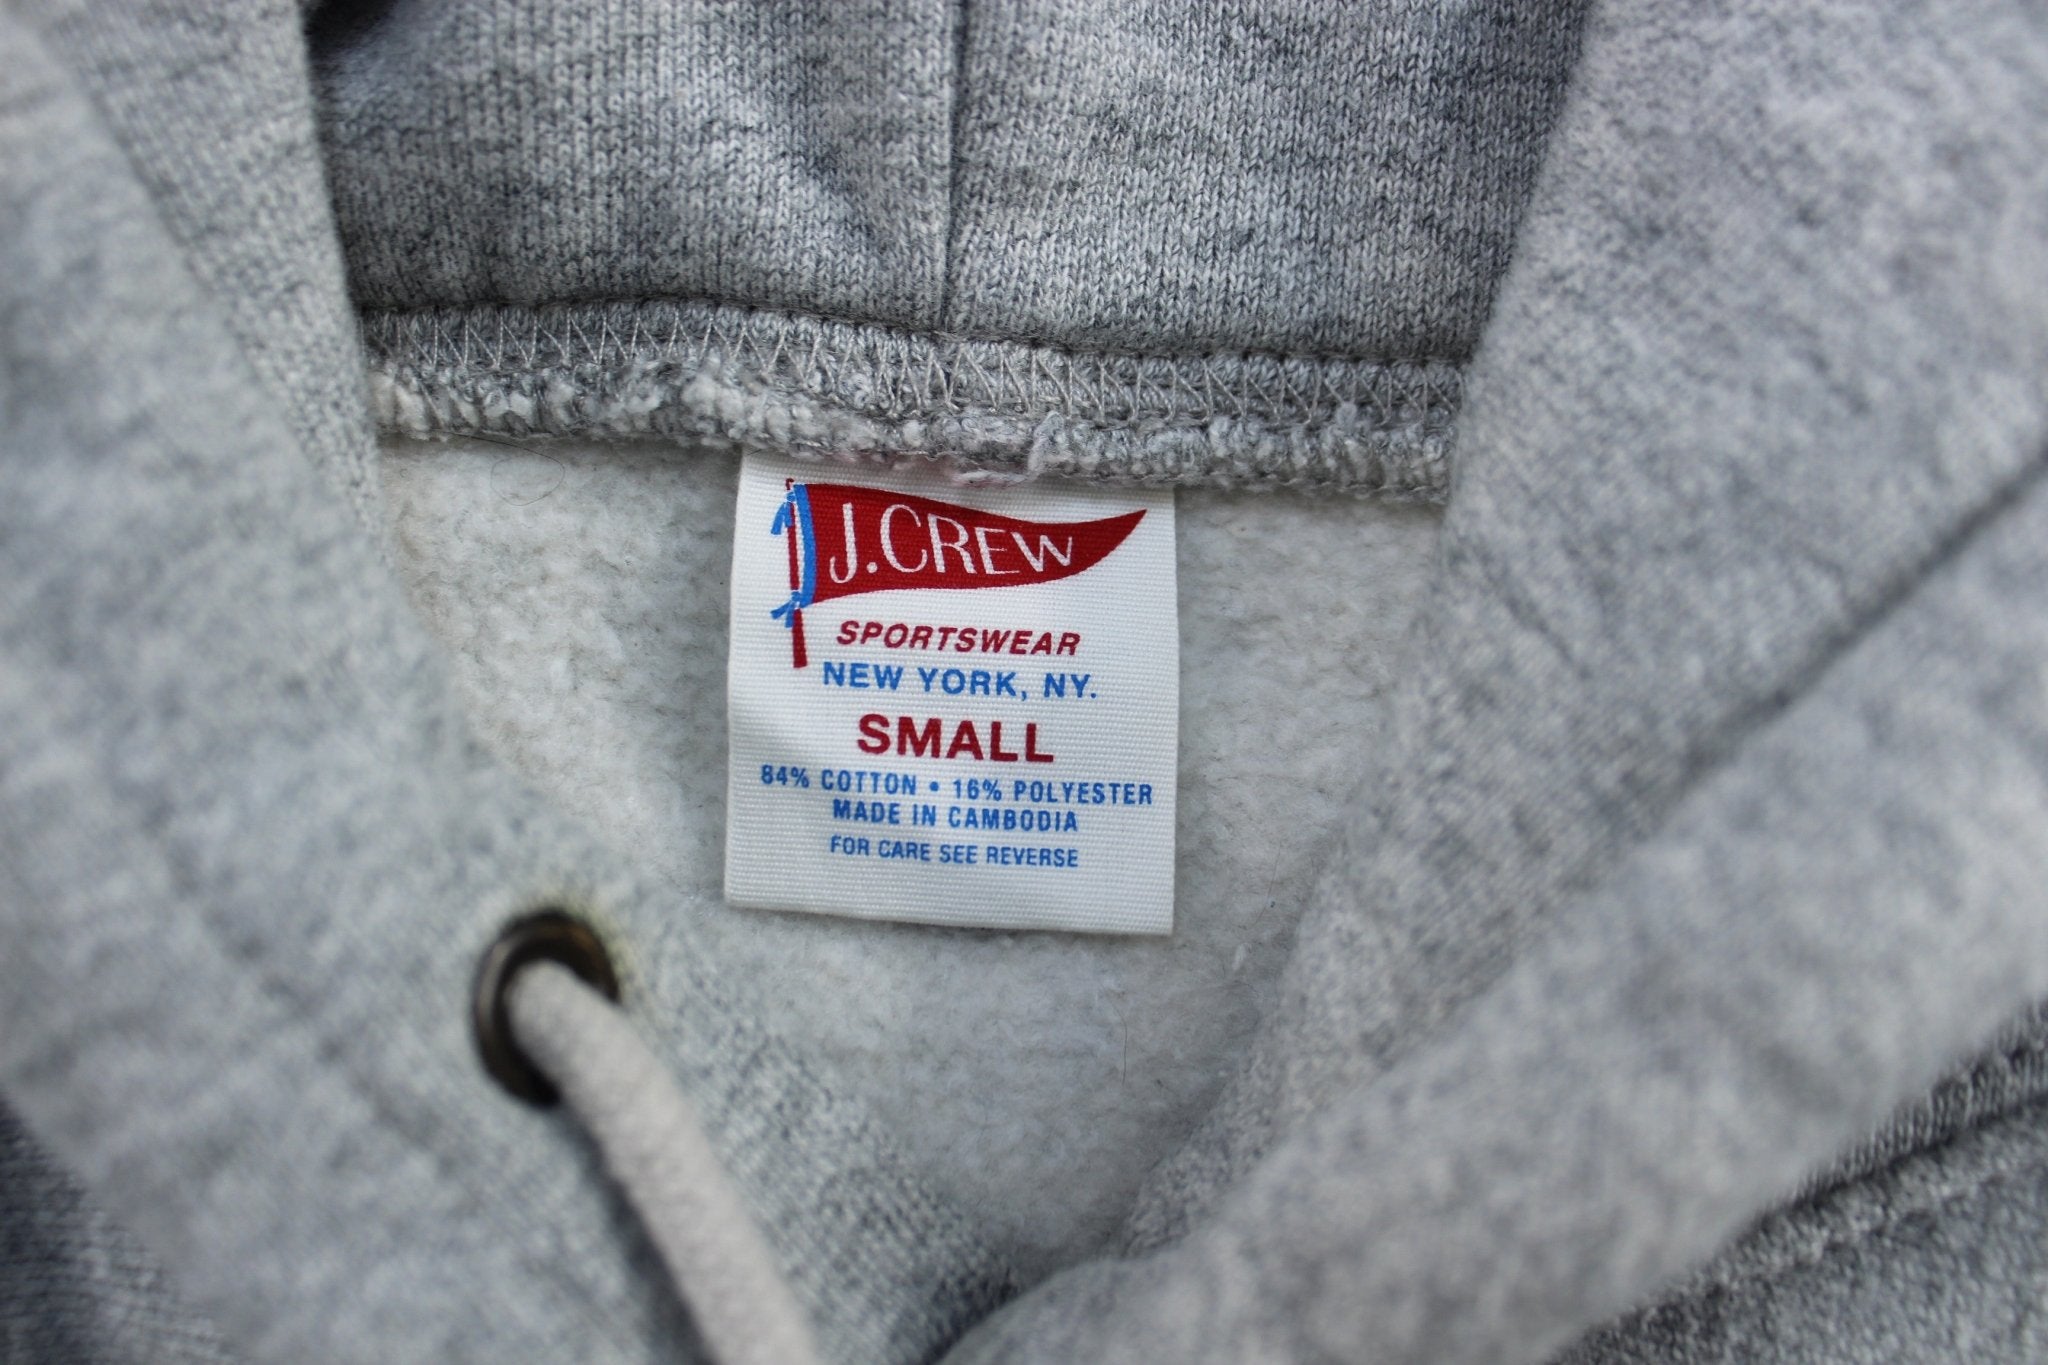 J.CREW
SPORTSWEAR
NEW YORK, NY.
SMALL
84% COTTON • 16% POLYESTER
MADE IN CAMBODIA
FOR CARE SEE REVERSE